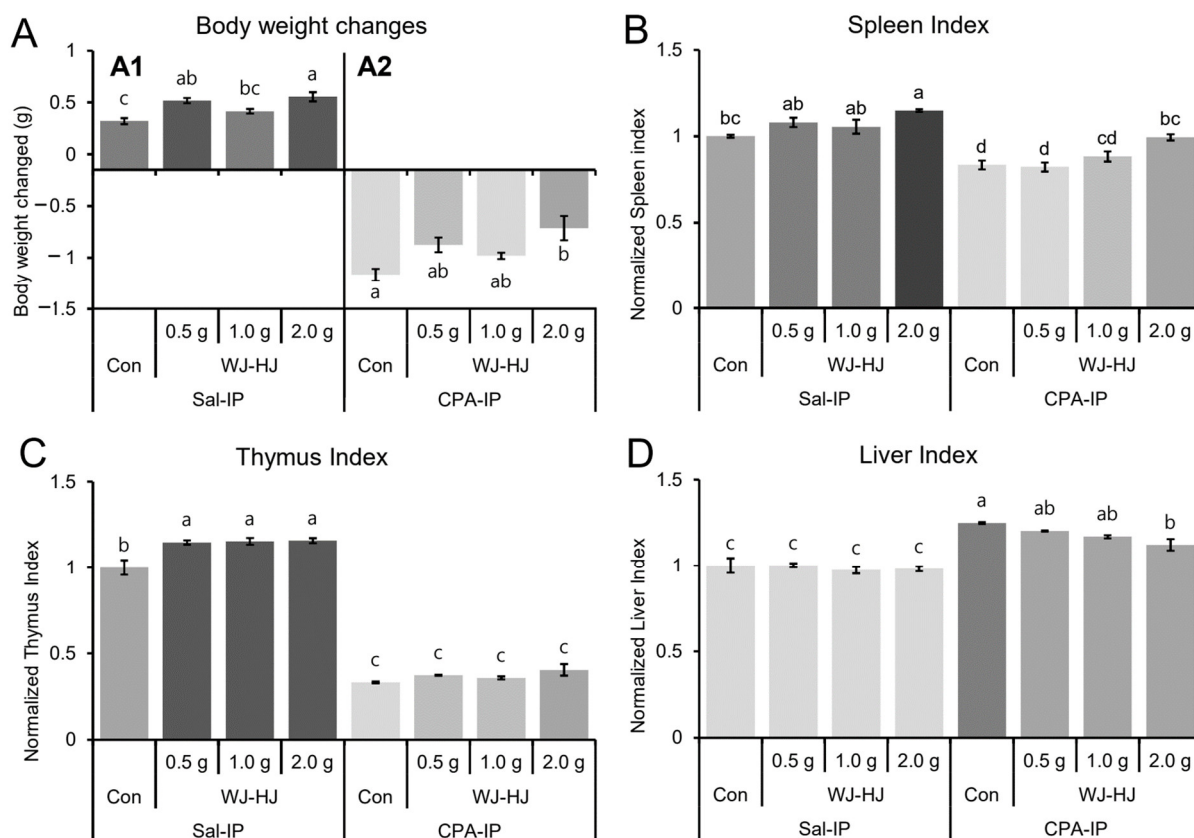 A
Body weight changes
A1
A2
Body weight changed (g)
1
0.5
0
−0.5
−1
−1.5
c
ab
bc
a
a
ab
ab
b
0.5 g 1.0 g 2.0 g 0.5 g 1.0 g 2.0 g
Con WJ-HJ Con WJ-HJ
Sal-IP CPA-IP
B
Spleen Index
Normalized Spleen index
1.5
1
0.5
0
bc
ab
ab
a
d
d
cd
bc
0.5 g 1.0 g 2.0 g 0.5 g 1.0 g 2.0 g
Con WJ-HJ Con WJ-HJ
Sal-IP CPA-IP
C
Thymus Index
Normalized Thymus Index
1.5
1
0.5
0
b
a
a
a
c
c
c
c
0.5 g 1.0 g 2.0 g 0.5 g 1.0 g 2.0 g
Con WJ-HJ Con WJ-HJ
Sal-IP CPA-IP
D
Liver Index
Normalized Liver Index
1.5
1
0.5
0
c
c
c
c
a
ab
ab
b
0.5 g 1.0 g 2.0 g 0.5 g 1.0 g 2.0 g
Con WJ-HJ Con WJ-HJ
Sal-IP CPA-IP